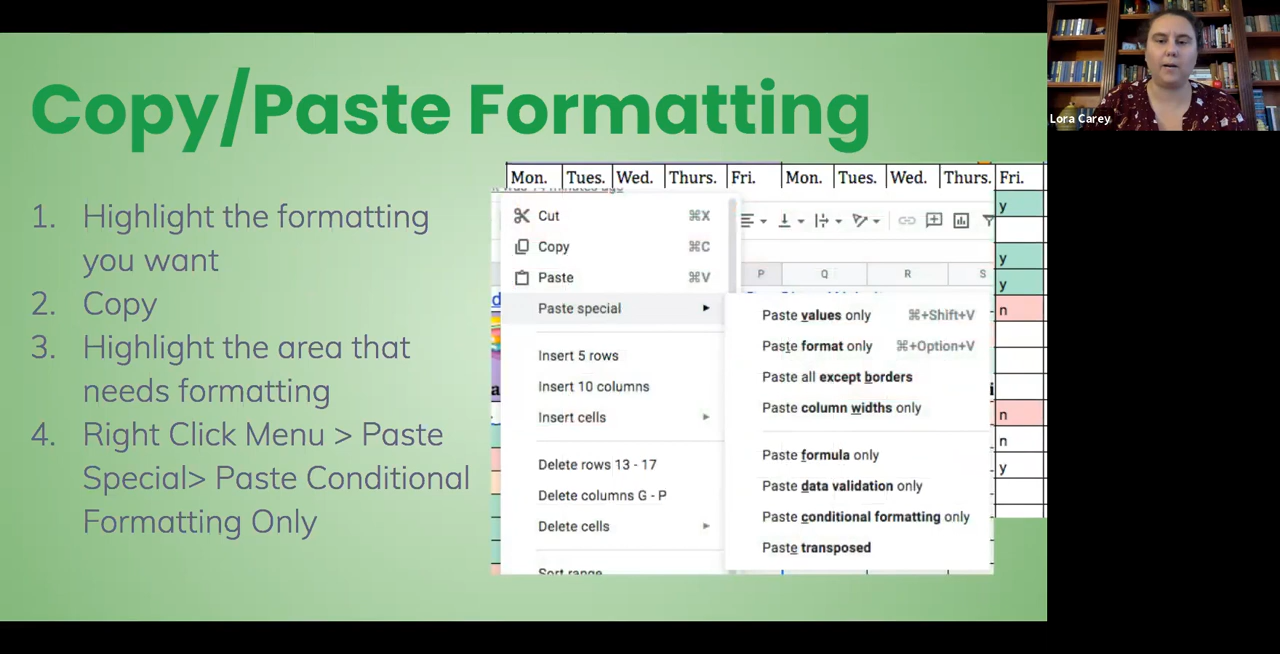 Copy/Paste Formatting
1. Highlight the formatting
you want
2. Copy
3. Highlight the area that
needs formatting
4. Right Click Menu > Paste
Special> Paste Conditional
Formatting Only
Mon. Tues. Wed. Thurs. Fri. Mon. Tues. Wed. Thurs. Fri.
Cut ⌘X
Copy ⌘C
Paste ⌘V
Paste special
Insert 5 rows
Insert 10 columns
Insert cells
Delete rows 13 - 17
Delete columns G - P
Delete cells
Sort range
P Q R S
Paste values only ⌘+Shift+V
Paste format only ⌘+Option+V
Paste all except borders
Paste column widths only
Paste formula only
Paste data validation only
Paste conditional formatting only
Paste transposed
y
y
y
n
n
n
y
Lora Carey